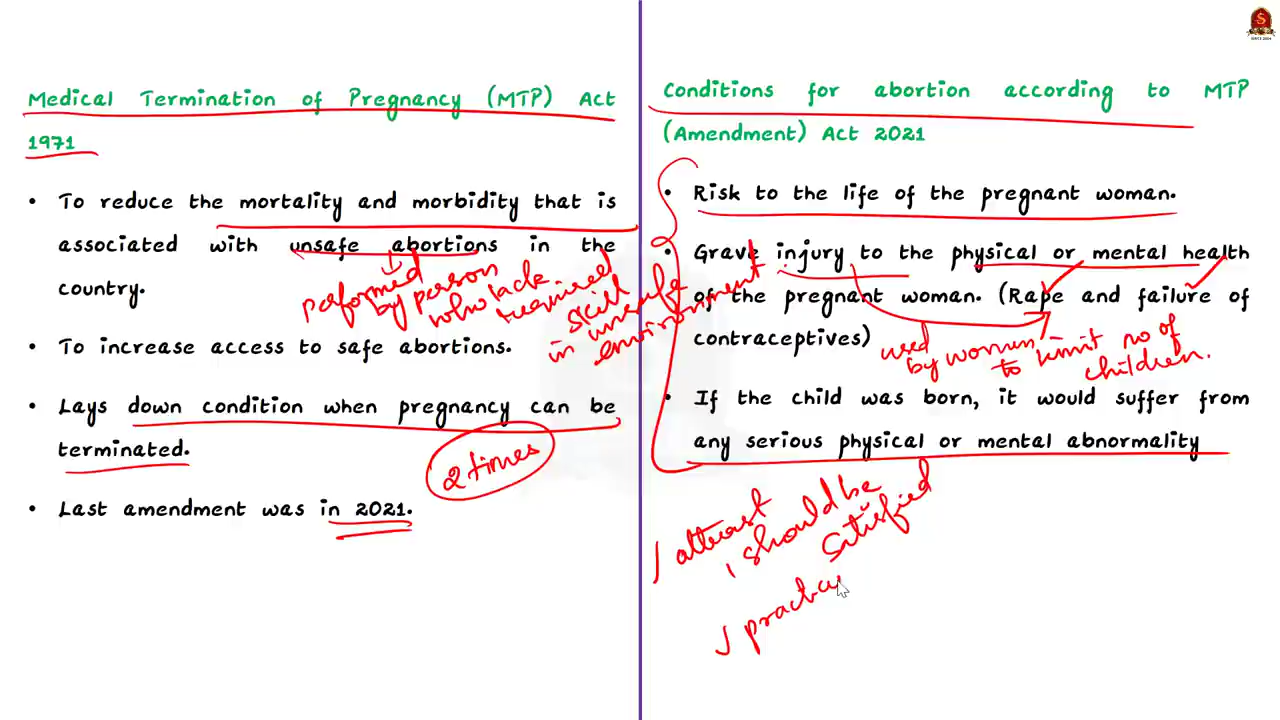 Medical Termination of Pregnancy (MTP) Act
1971
• To reduce the mortality and morbidity that is
associated with unsafe abortions in the
country.
performed
by person
who lack
required
skill
in unsafe
environment
• To increase access to safe abortions.
• Lays down condition when pregnancy can be
terminated.
2 times
• Last amendment was in 2021.
Conditions for abortion according to MTP
(Amendment) Act 2021
• Risk to the life of the pregnant woman.
• Grave injury to the physical or mental health
of the pregnant woman. (Rape and failure of
contraceptives)
used
by women
to limit no of
children.
• If the child was born, it would suffer from
any serious physical or mental abnormality
atleast
1 should be
satisfied